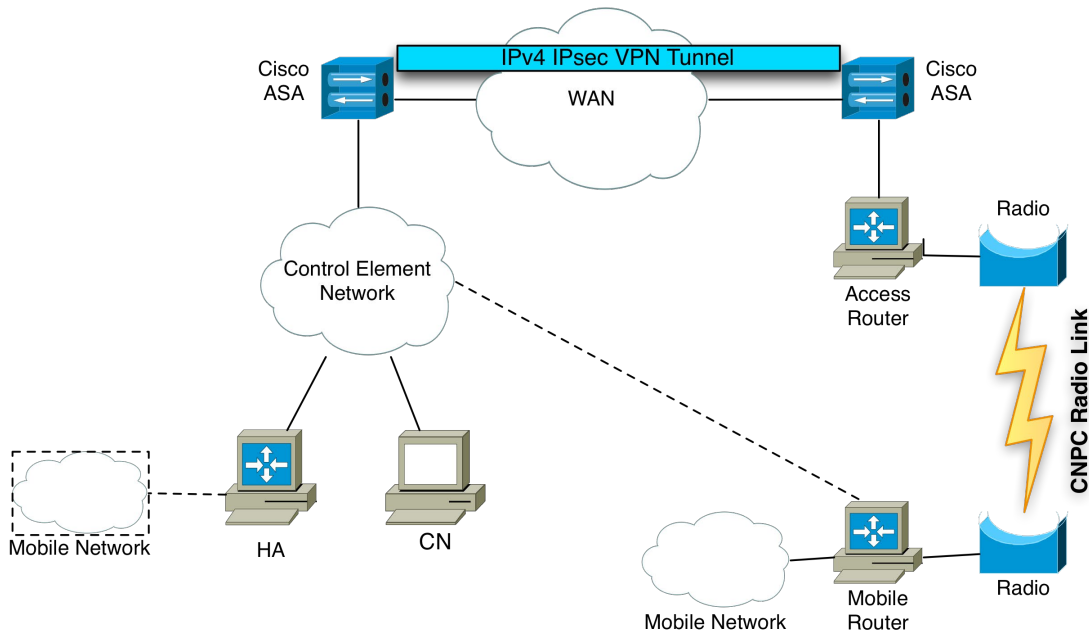 IPv4 IPsec VPN Tunnel
Cisco
ASA
WAN
Cisco
ASA
Radio
Control Element
Network
Access
Router
CNPC Radio Link
Mobile Network
HA
CN
Mobile Network
Mobile
Router
Radio